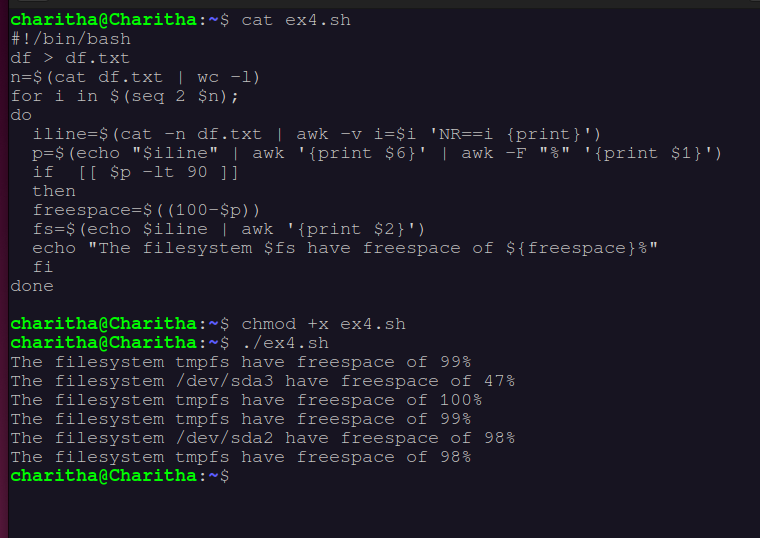 charitha@Charitha:~$ cat ex4.sh
#!/bin/bash
df > df.txt
n=$(cat df.txt | wc -l)
for i in $(seq 2 $n);
do
  iline=$(cat -n df.txt | awk -v i=$i 'NR==i {print}')
  p=$(echo "$iline" | awk '{print $6}' | awk -F "%" '{print $1}')
  if  [[ $p -lt 90 ]]
  then
  freespace=$((100-$p))
  fs=$(echo $iline | awk '{print $2}')
  echo "The filesystem $fs have freespace of ${freespace}%"
  fi
done

charitha@Charitha:~$ chmod +x ex4.sh
charitha@Charitha:~$ ./ex4.sh
The filesystem tmpfs have freespace of 99%
The filesystem /dev/sda3 have freespace of 47%
The filesystem tmpfs have freespace of 100%
The filesystem tmpfs have freespace of 99%
The filesystem /dev/sda2 have freespace of 98%
The filesystem tmpfs have freespace of 98%
charitha@Charitha:~$